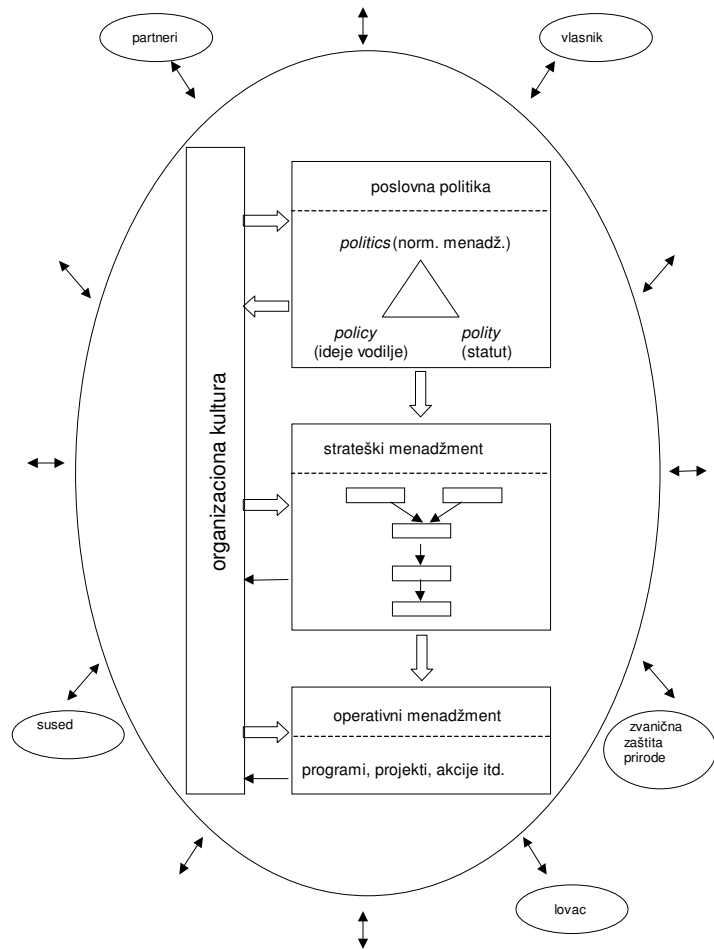 partneri
vlasnik
poslovna politika
politics (norm. menadž.)
policy
(ideje vodilje)
polity
(statut)
organizaciona kultura
strateški menadžment
operativni menadžment
programi, projekti, akcije itd.
sused
zvanična
zaštita
prirode
lovac